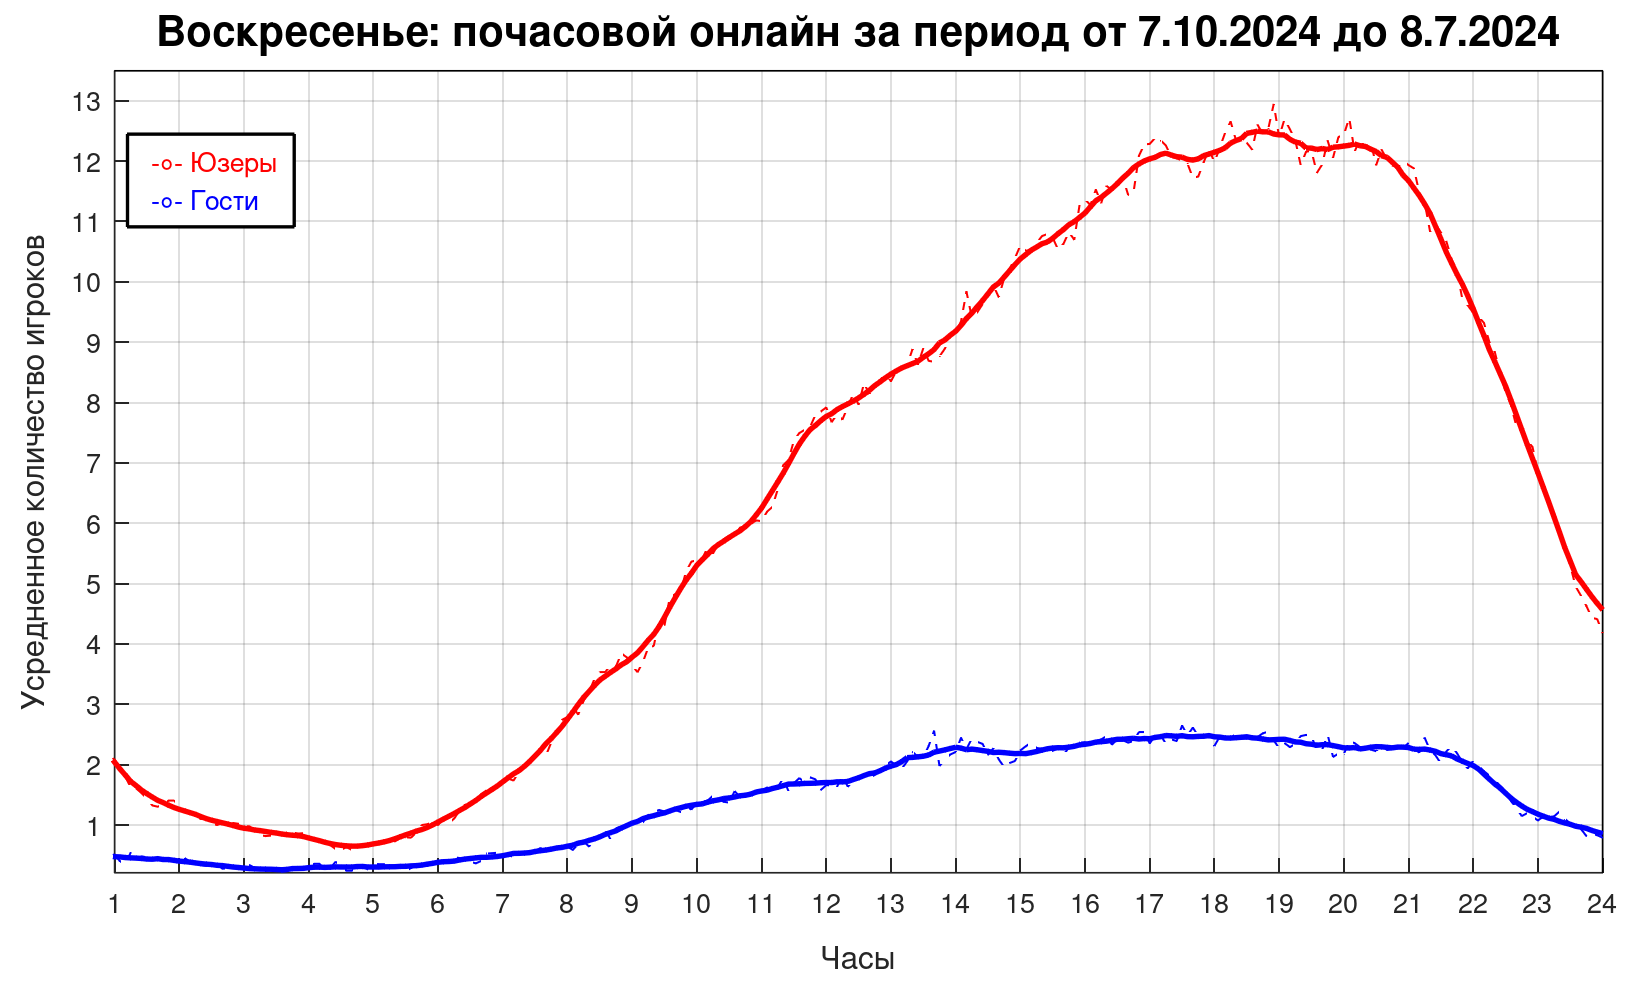 Воскресенье: почасовой онлайн за период от 7.10.2024 до 8.7.2024
Усредненное количество игроков
13
12
11
10
9
8
7
6
5
4
3
2
1
-o- Юзеры
-o- Гости
1 2 3 4 5 6 7 8 9 10 11 12 13 14 15 16 17 18 19 20 21 22 23 24
Часы